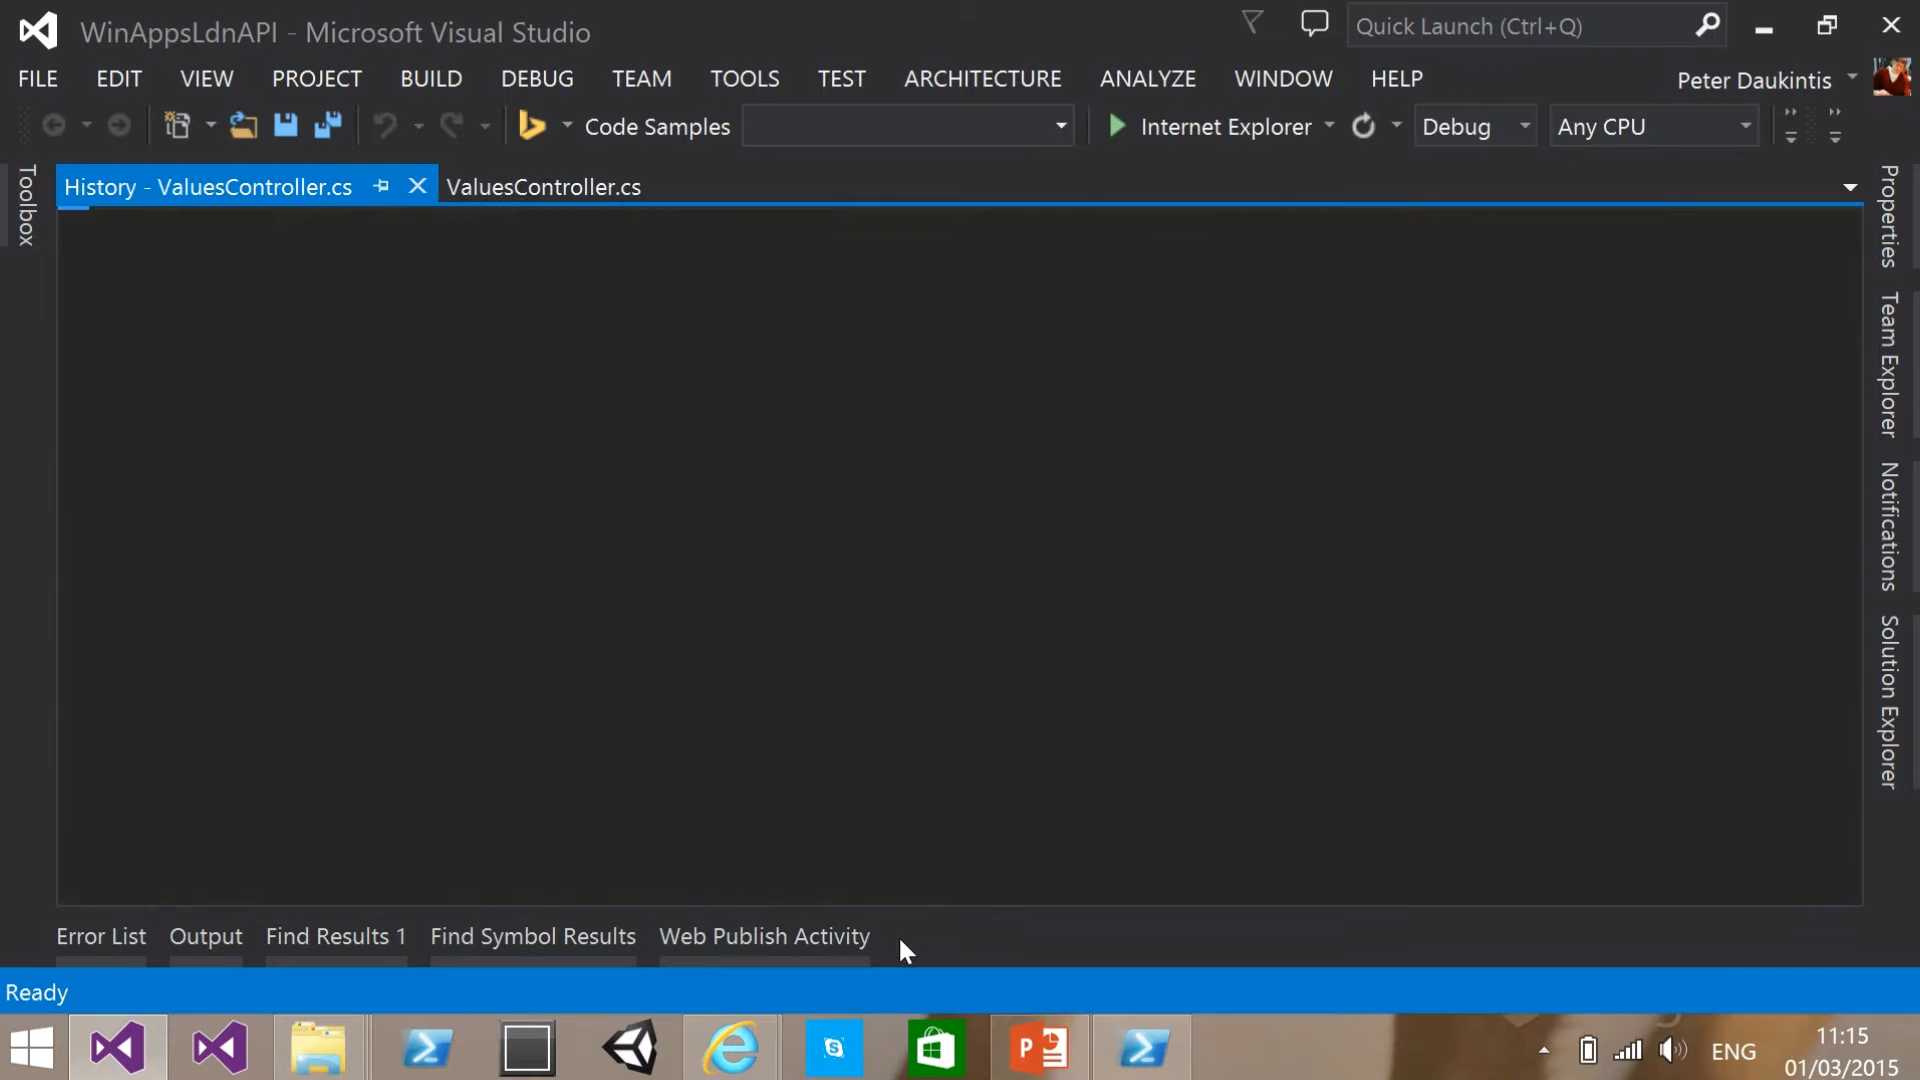 WinAppsLdnAPI - Microsoft Visual Studio
Quick Launch (Ctrl+Q)
FILE EDIT VIEW PROJECT BUILD DEBUG TEAM TOOLS TEST ARCHITECTURE ANALYZE WINDOW HELP
Peter Daukintis
Code Samples
Internet Explorer
Debug
Any CPU
Toolbox
History - ValuesController.cs
ValuesController.cs
Properties
Team Explorer
Notifications
Solution Explorer
Error List Output Find Results 1 Find Symbol Results Web Publish Activity
Ready
ENG
11:15
01/03/2015